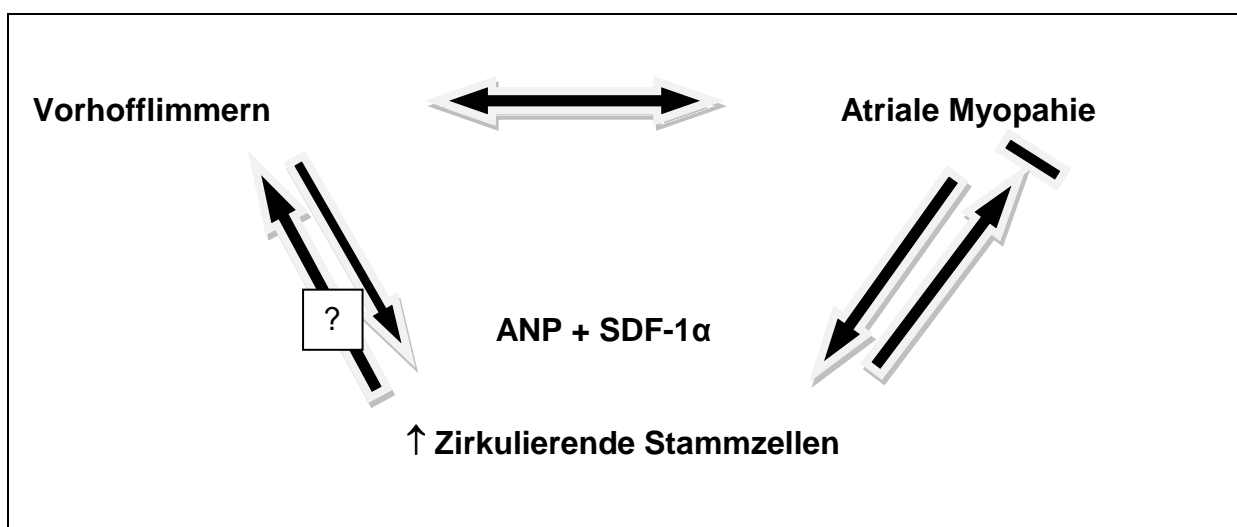 Vorhofflimmern
Atriale Myopahie
?
ANP + SDF-1α
↑ Zirkulierende Stammzellen